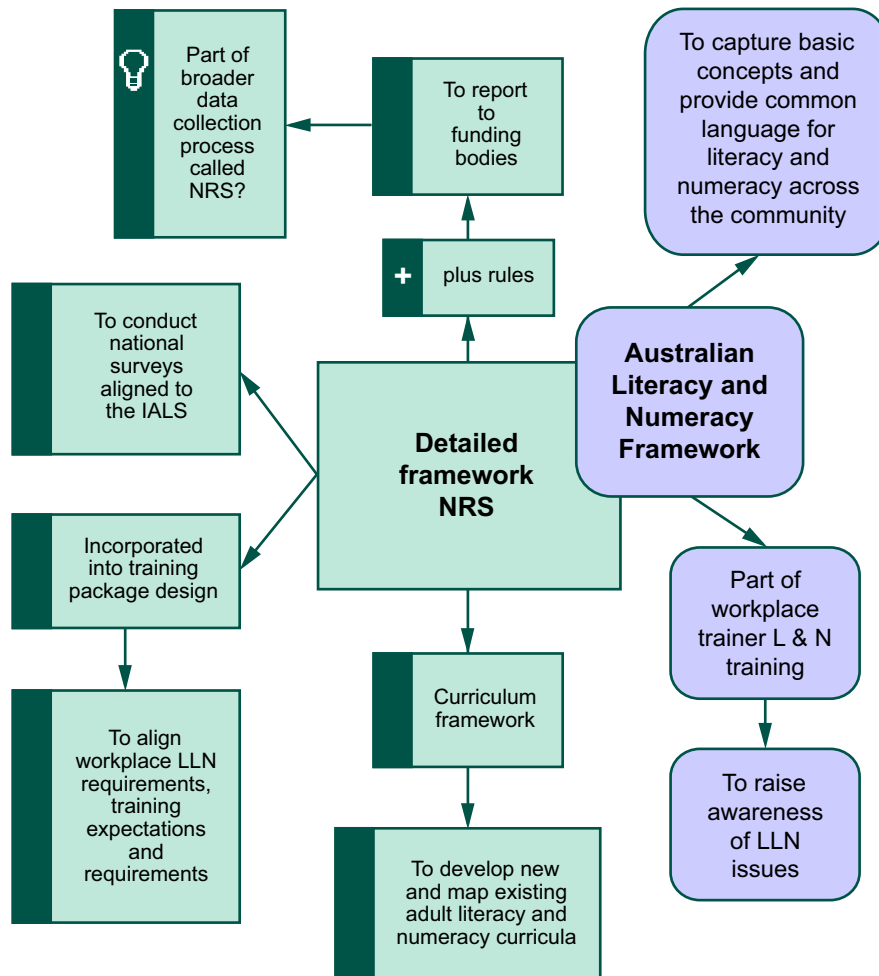 Part of
broader
data
collection
process
called
NRS?
To report
to
funding
bodies
To capture basic
concepts and
provide common
language for
literacy and
numeracy across
the community
+
plus rules
To conduct
national
surveys
aligned to
the IALS
Detailed
framework
NRS
Australian
Literacy and
Numeracy
Framework
Incorporated
into training
package design
Part of
workplace
trainer L & N
training
Curriculum
framework
To align
workplace LLN
requirements,
training
expectations
and
requirements
To raise
awareness
of LLN
issues
To develop new
and map existing
adult literacy and
numeracy curricula